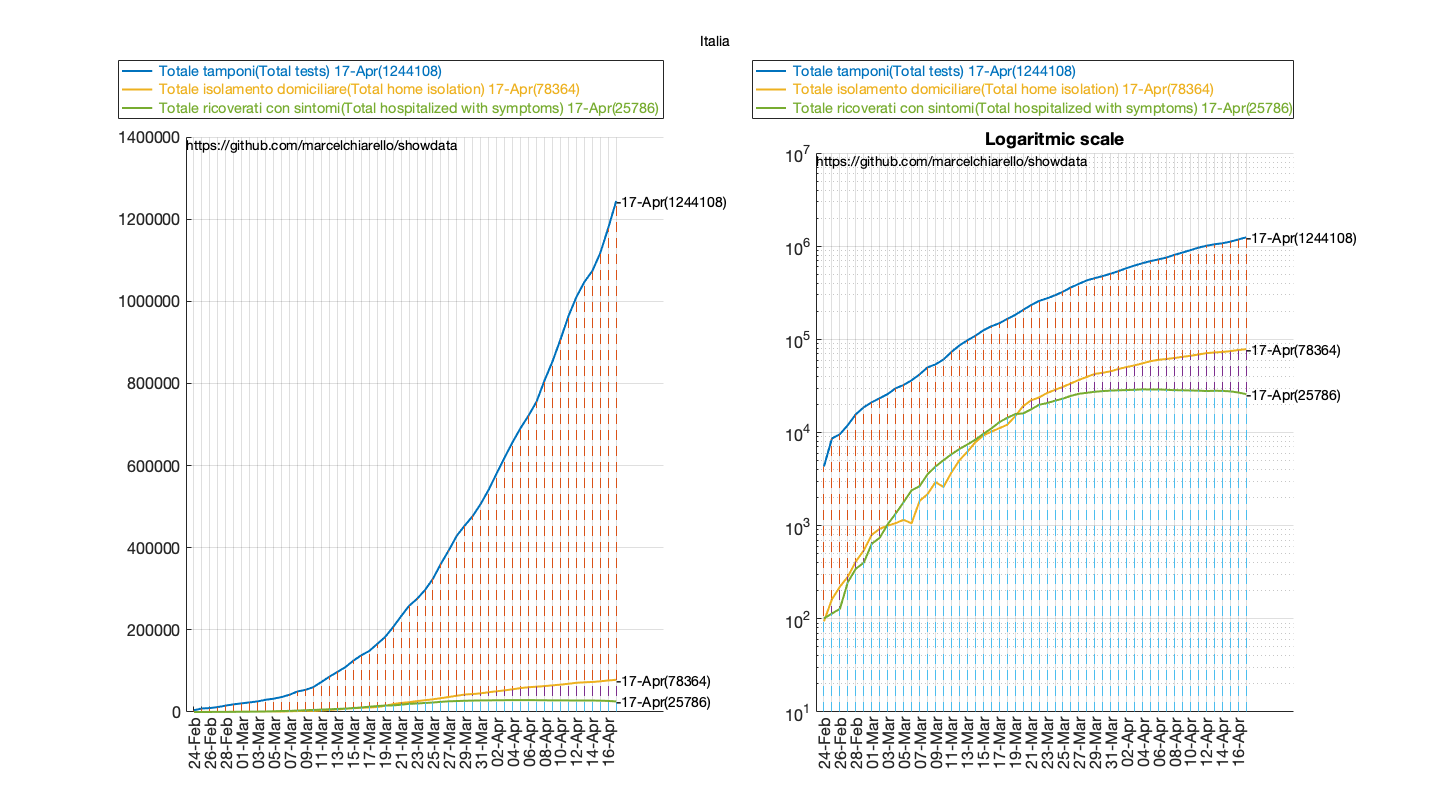 Italia
Totale tamponi(Total tests) 17-Apr(1244108)
Totale isolamento domiciliare(Total home isolation) 17-Apr(78364)
Totale ricoverati con sintomi(Total hospitalized with symptoms) 17-Apr(25786)
1400000
https://github.com/marcelchiarello/showdata
1200000
1000000
800000
600000
400000
200000
0
17-Apr(1244108)
17-Apr(78364)
17-Apr(25786)
24-Feb
26-Feb
28-Feb
01-Mar
03-Mar
05-Mar
07-Mar
09-Mar
11-Mar
13-Mar
15-Mar
17-Mar
19-Mar
21-Mar
23-Mar
25-Mar
27-Mar
29-Mar
31-Mar
02-Apr
04-Apr
06-Apr
08-Apr
10-Apr
12-Apr
14-Apr
16-Apr
Totale tamponi(Total tests) 17-Apr(1244108)
Totale isolamento domiciliare(Total home isolation) 17-Apr(78364)
Totale ricoverati con sintomi(Total hospitalized with symptoms) 17-Apr(25786)
Logaritmic scale
https://github.com/marcelchiarello/showdata
10^7
10^6
10^5
10^4
10^3
10^2
10^1
17-Apr(1244108)
17-Apr(78364)
17-Apr(25786)
24-Feb
26-Feb
28-Feb
01-Mar
03-Mar
05-Mar
07-Mar
09-Mar
11-Mar
13-Mar
15-Mar
17-Mar
19-Mar
21-Mar
23-Mar
25-Mar
27-Mar
29-Mar
31-Mar
02-Apr
04-Apr
06-Apr
08-Apr
10-Apr
12-Apr
14-Apr
16-Apr